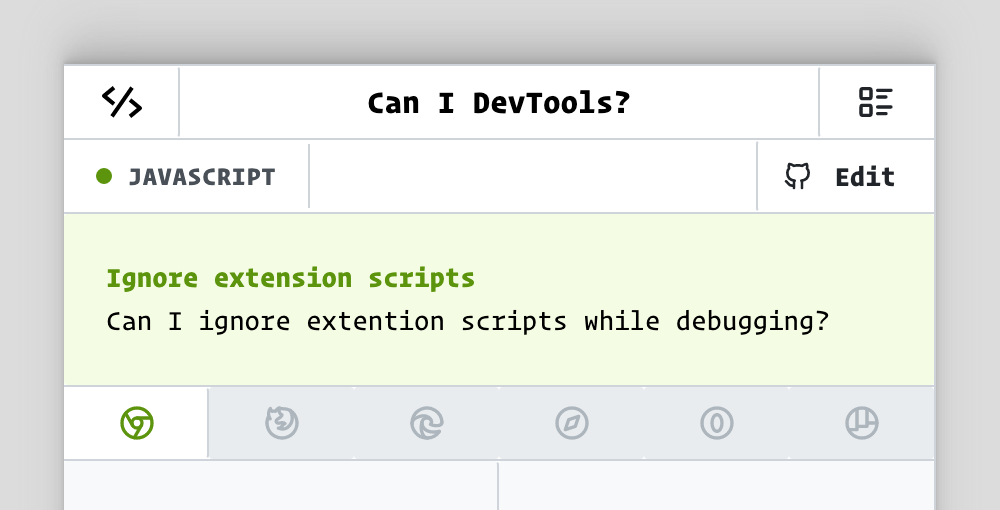 Can I DevTools?
JAVASCRIPT
Edit
Ignore extension scripts
Can I ignore extention scripts while debugging?